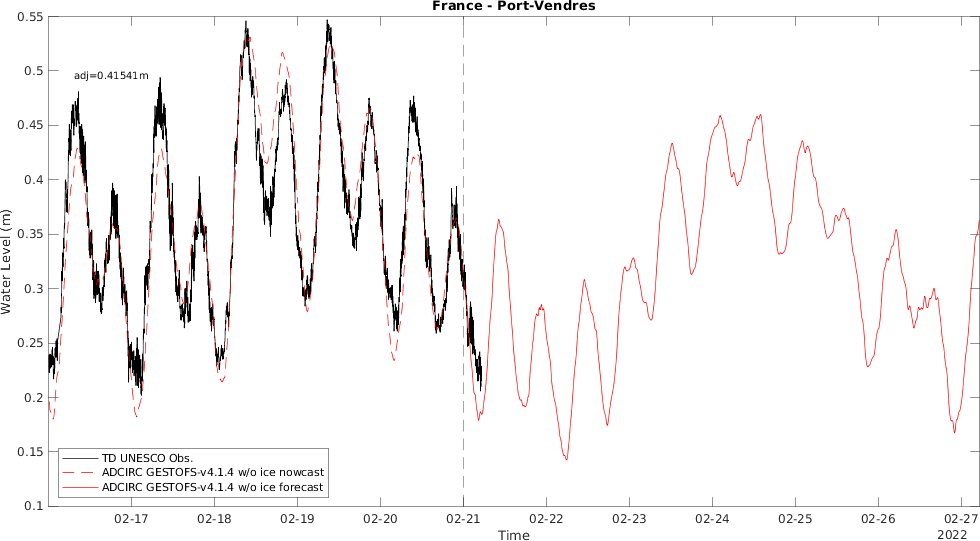 France - Port-Vendres
0.55
0.5
0.45
0.4
0.35
0.3
0.25
0.2
0.15
0.1
Water Level (m)
adj=0.41541m
TD UNESCO Obs.
ADCIRC GESTOFS-v4.1.4 w/o ice nowcast
ADCIRC GESTOFS-v4.1.4 w/o ice forecast
02-17 02-18 02-19 02-20 02-21 02-22 02-23 02-24 02-25 02-26 02-27
Time
2022